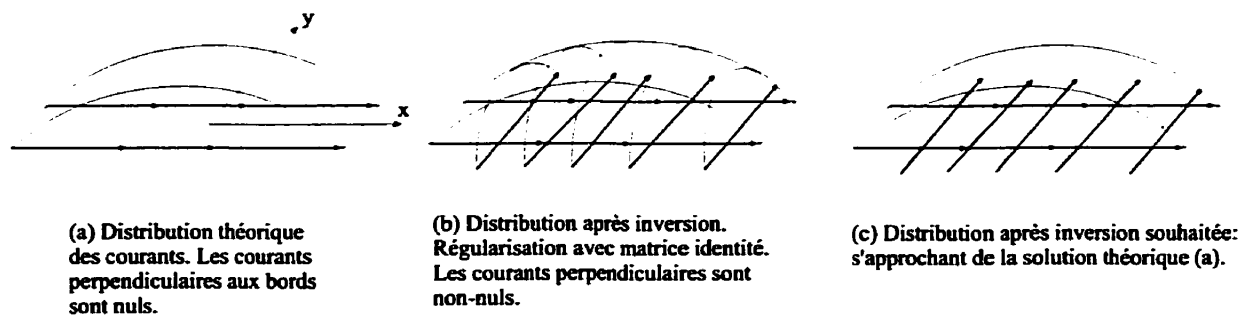 y
x
(a) Distribution théorique
des courants. Les courants
perpendiculaires aux bords
sont nuls.
(b) Distribution après inversion.
Régularisation avec matrice identité.
Les courants perpendiculaires sont
non-nuls.
(c) Distribution après inversion souhaitée:
s'approchant de la solution théorique (a).